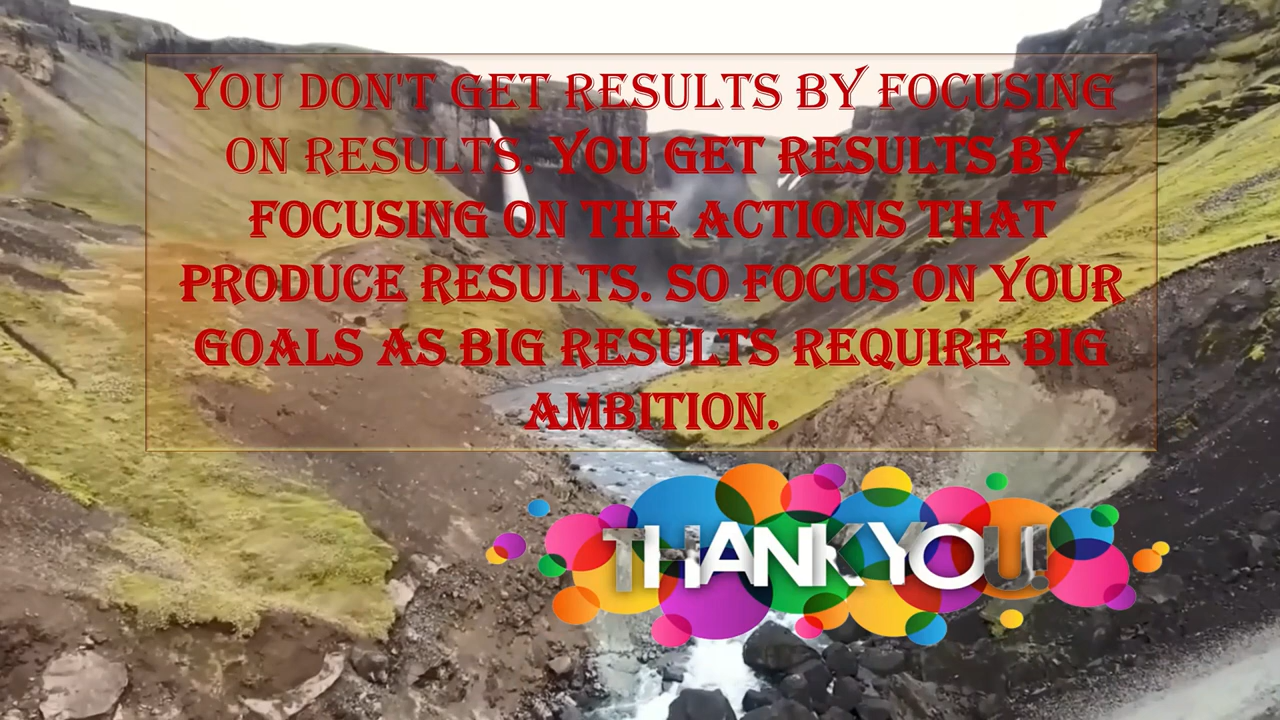 YOU DON'T GET RESULTS BY FOCUSING
ON RESULTS. YOU GET RESULTS BY
FOCUSING ON THE ACTIONS THAT
PRODUCE RESULTS. SO FOCUS ON YOUR
GOALS AS BIG RESULTS REQUIRE BIG
AMBITION.
THANK YOU!